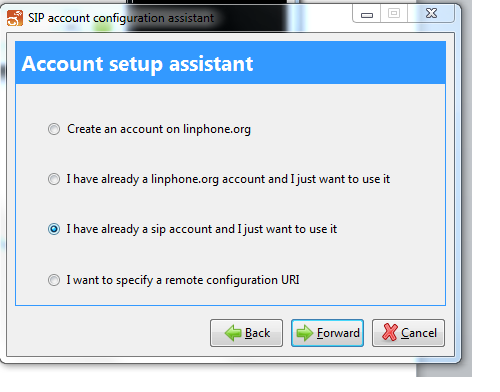 SIP account configuration assistant
Account setup assistant
Create an account on linphone.org
I have already a linphone.org account and I just want to use it
I have already a sip account and I just want to use it
I want to specify a remote configuration URI
Back
Forward
Cancel